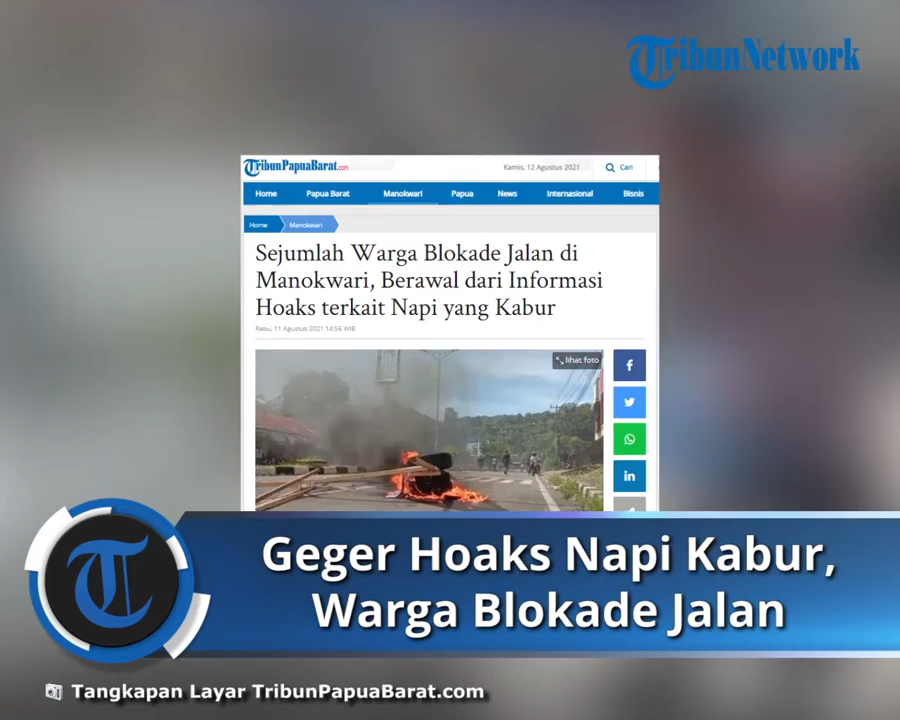 TribunNetwork
TribunPapuaBarat.com
Kamis, 12 Agustus 2021
Cari
Home Papua Barat Manokwari Papua News Internasional Bisnis
Home Manokwari
Sejumlah Warga Blokade Jalan di
Manokwari, Berawal dari Informasi
Hoaks terkait Napi yang Kabur
Rabu, 11 Agustus 2021 14:56 WIB
lihat foto
Geger Hoaks Napi Kabur,
Warga Blokade Jalan
Tangkapan Layar TribunPapuaBarat.com